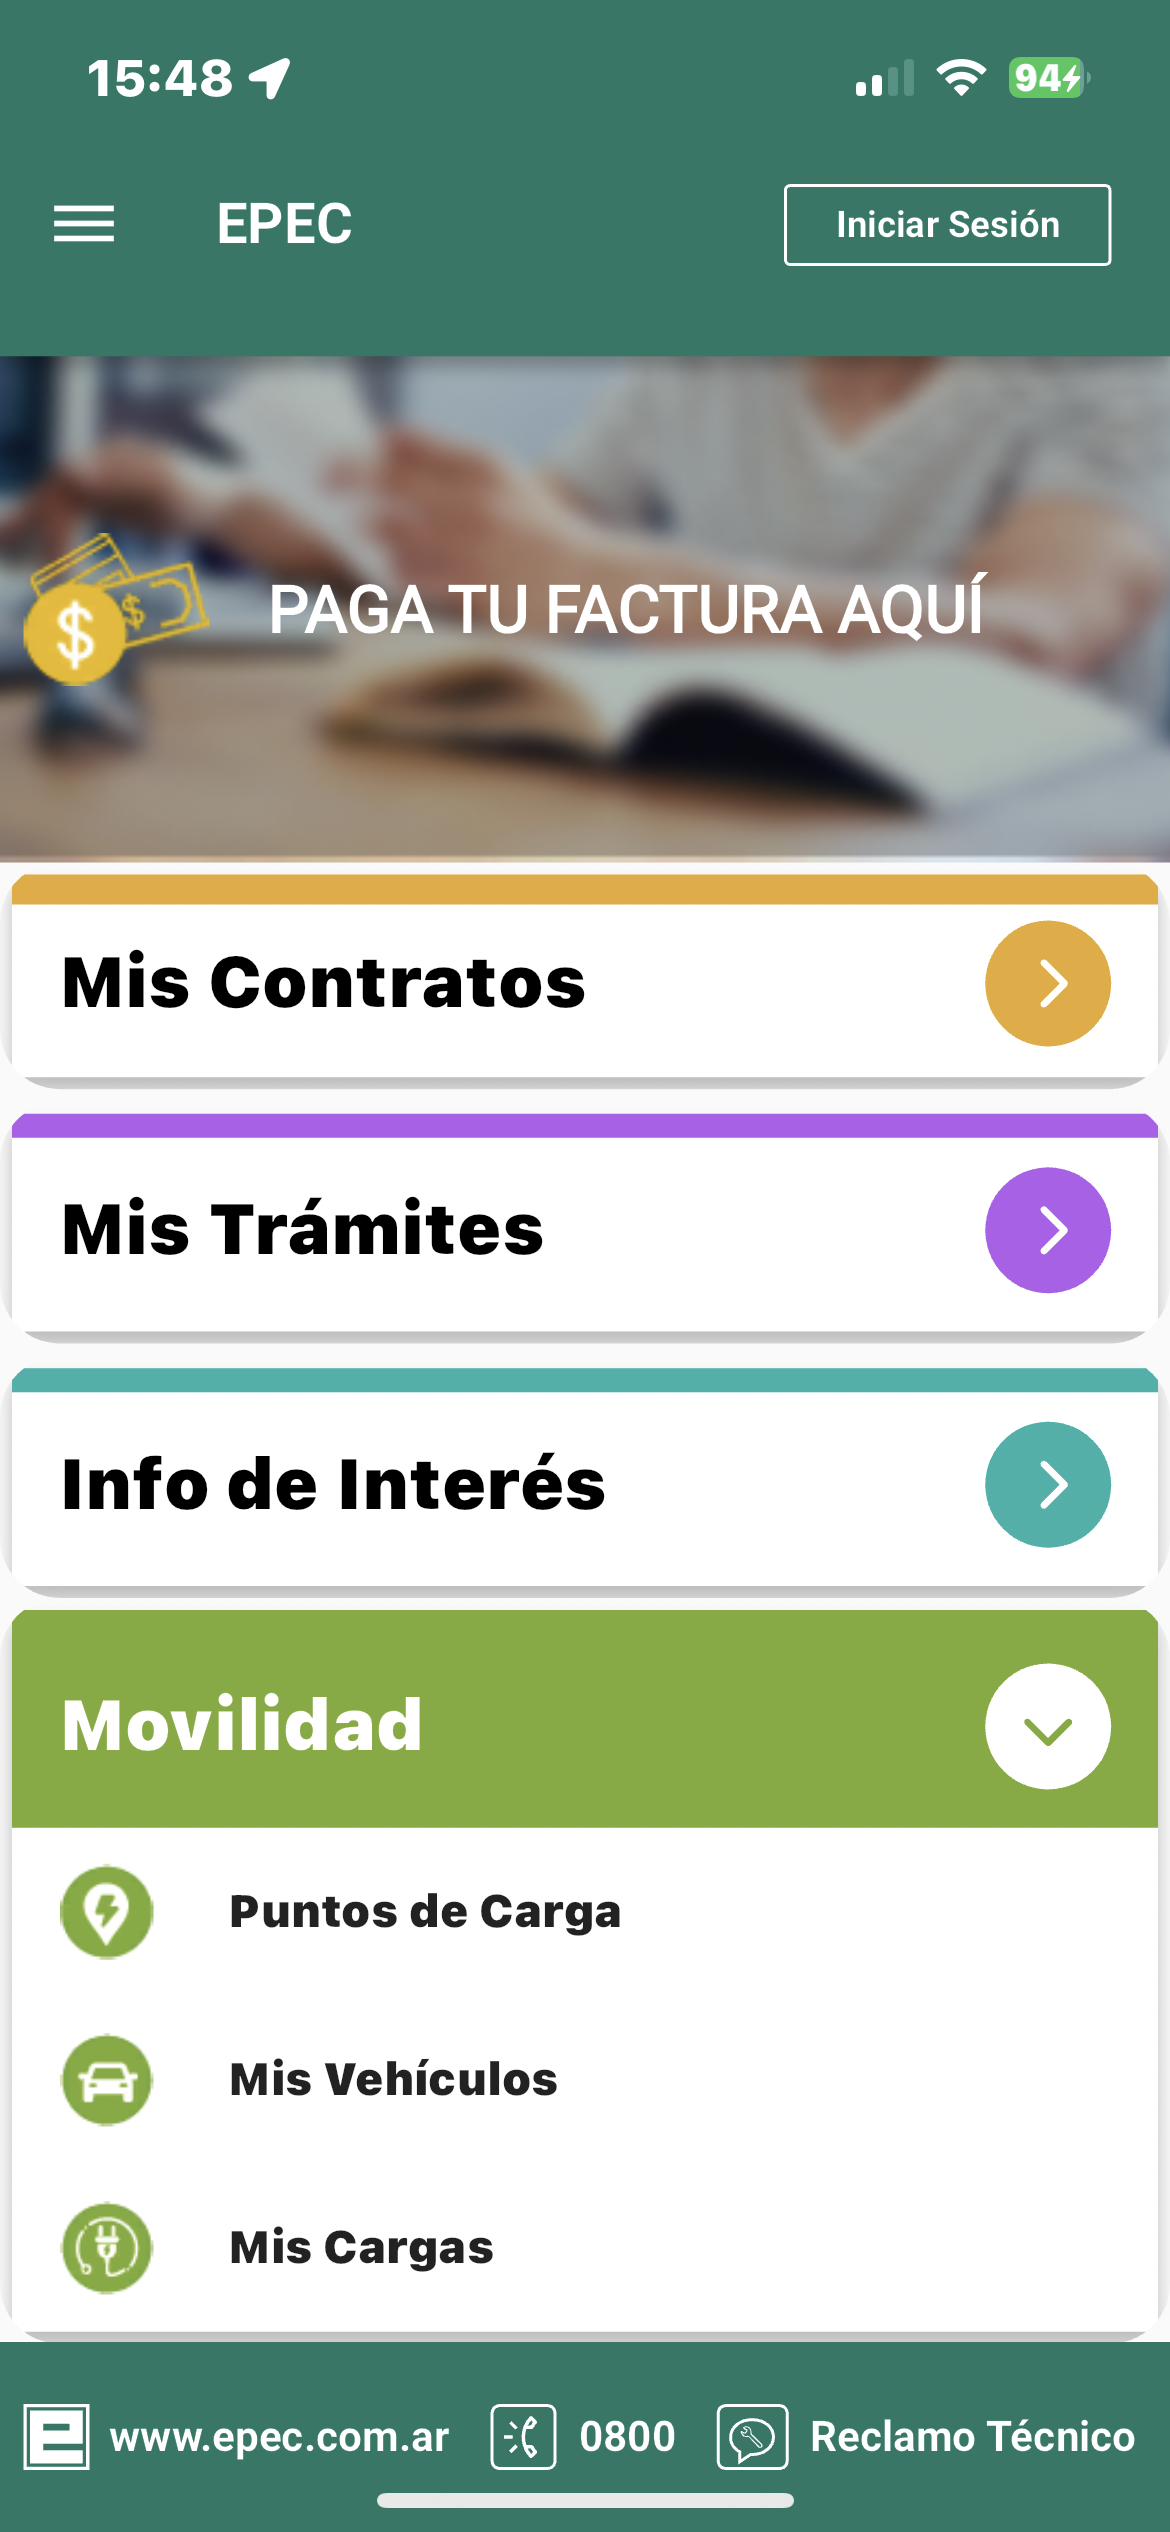 15:48
94
EPEC
Iniciar Sesión
$
$
PAGA TU FACTURA AQUÍ
Mis Contratos
Mis Trámites
Info de Interés
Movilidad
Puntos de Carga
Mis Vehículos
Mis Cargas
e www.epec.com.ar
0800
Reclamo Técnico